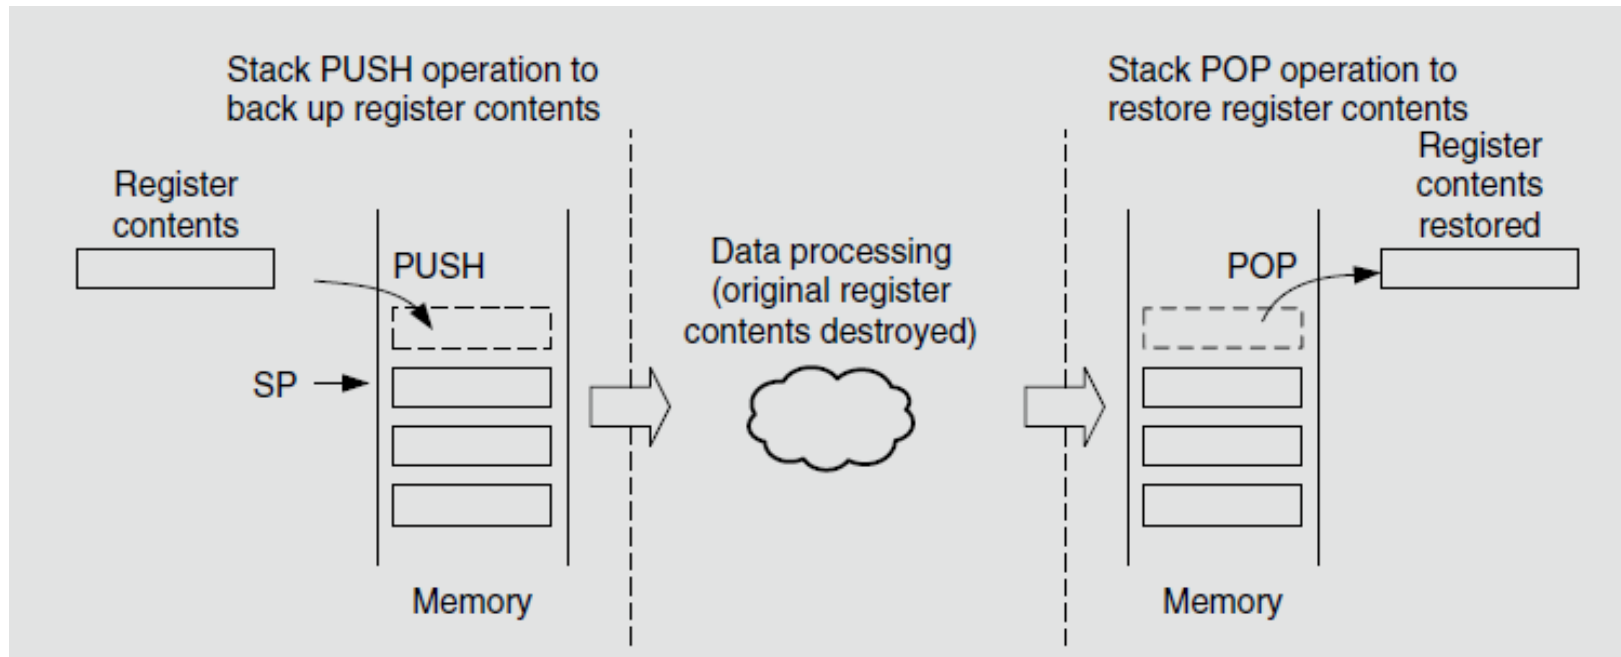 Stack PUSH operation to
back up register contents
Register
contents
PUSH
SP
Memory
Data processing
(original register
contents destroyed)
Stack POP operation to
restore register contents
Register
contents
restored
POP
Memory